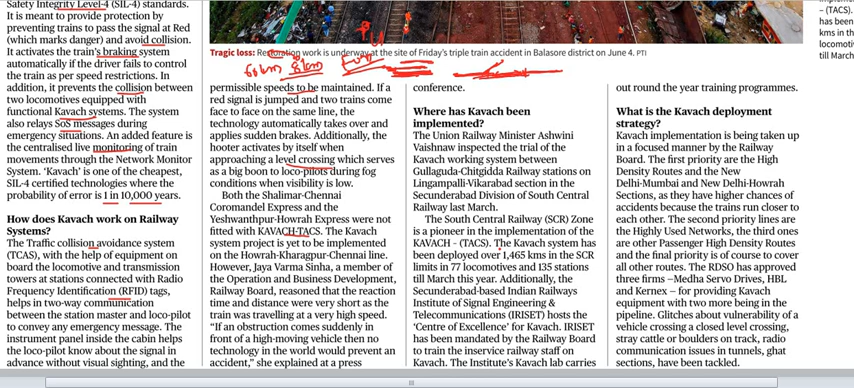 Safety Integrity Level-4 (SIL-4) standards.
It is meant to provide protection by
preventing trains to pass the signal at Red
(which marks danger) and avoid collision.
It activates the train's braking system
automatically if the driver fails to control
the train as per speed restrictions. In
addition, it prevents the collision between
two locomotives equipped with
functional Kavach systems. The system
also relays SoS messages during
emergency situations. An added feature is
the centralised live monitoring of train
movements through the Network Monitor
System. 'Kavach' is one of the cheapest,
SIL-4 certified technologies where the
probability of error is 1 in 10,000 years.
How does Kavach work on Railway
Systems?
The Traffic collision avoidance system
(TCAS), with the help of equipment on
board the locomotive and transmission
towers at stations connected with Radio
Frequency Identification (RFID) tags,
helps in two-way communication
between the station master and loco-pilot
to convey any emergency message. The
instrument panel inside the cabin helps
the loco-pilot know about the signal in
advance without visual sighting, and the
Tragic loss: Restoration work is underway at the site of Friday's triple train accident in Balasore district on June 4. PTI
permissible speeds to be maintained. If a
red signal is jumped and two trains come
face to face on the same line, the
technology automatically takes over and
applies sudden brakes. Additionally, the
hooter activates by itself when
approaching a level crossing which serves
as a big boon to loco-pilots during fog
conditions when visibility is low.
Both the Shalimar-Chennai
Coromandel Express and the
Yeshwanthpur-Howrah Express were not
fitted with KAVACH-TACS. The Kavach
system project is yet to be implemented
on the Howrah-Kharagpur-Chennai line.
However, Jaya Varma Sinha, a member of
the Operation and Business Development,
Railway Board, reasoned that the reaction
time and distance were very short as the
train was travelling at a very high speed.
"If an obstruction comes suddenly in
front of a high-moving vehicle then no
technology in the world would prevent an
accident," she explained at a press
conference.
Where has Kavach been
implemented?
The Union Railway Minister Ashwini
Vaishnaw inspected the trial of the
Kavach working system between
Gullaguda-Chitgidda Railway stations on
Lingampalli-Vikarabad section in the
Secunderabad Division of South Central
Railway last March.
The South Central Railway (SCR) Zone
is a pioneer in the implementation of the
KAVACH – (TACS). The Kavach system has
been deployed over 1,465 kms in the SCR
limits in 77 locomotives and 135 stations
till March this year. Additionally, the
Secunderabad-based Indian Railways
Institute of Signal Engineering &
Telecommunications (IRISET) hosts the
'Centre of Excellence' for Kavach. IRISET
has been mandated by the Railway Board
to train the inservice railway staff on
Kavach. The Institute's Kavach lab carries
out round the year training programmes.
What is the Kavach deployment
strategy?
Kavach implementation is being taken up
in a focused manner by the Railway
Board. The first priority are the High
Density Routes and the New
Delhi-Mumbai and New Delhi-Howrah
Sections, as they have higher chances of
accidents because the trains run closer to
each other. The second priority lines are
the Highly Used Networks, the third ones
are other Passenger High Density Routes
and the final priority is of course to cover
all other routes. The RDSO has approved
three firms –Medha Servo Drives, HBL
and Kernex – for providing Kavach
equipment with two more being in the
pipeline. Glitches about vulnerability of a
vehicle crossing a closed level crossing,
stray cattle or boulders on track, radio
communication issues in tunnels, ghat
sections, have been tackled.
– (TACS).
has been
kms in th
locomoti
till March